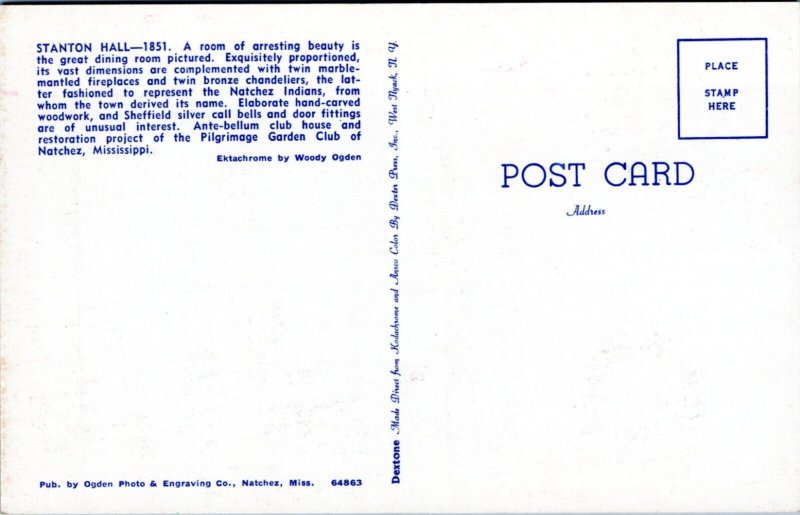 STANTON HALL—1851. A room of arresting beauty is
the great dining room pictured. Exquisitely proportioned,
its vast dimensions are complemented with twin marble-
mantled fireplaces and twin bronze chandeliers, the lat-
ter fashioned to represent the Natchez Indians, from
whom the town derived its name. Elaborate hand-carved
woodwork, and Sheffield silver call bells and door fittings
are of unusual interest. Ante-bellum club house and
restoration project of the Pilgrimage Garden Club of
Natchez, Mississippi.
Ektachrome by Woody Ogden
Pub. by Ogden Photo & Engraving Co., Natchez, Miss. 64863
Dextone Made Direct from Kodachrome and Ansco Color By Dexter Press, Inc., West Nyack, N. Y.
PLACE
STAMP
HERE
POST CARD
Address